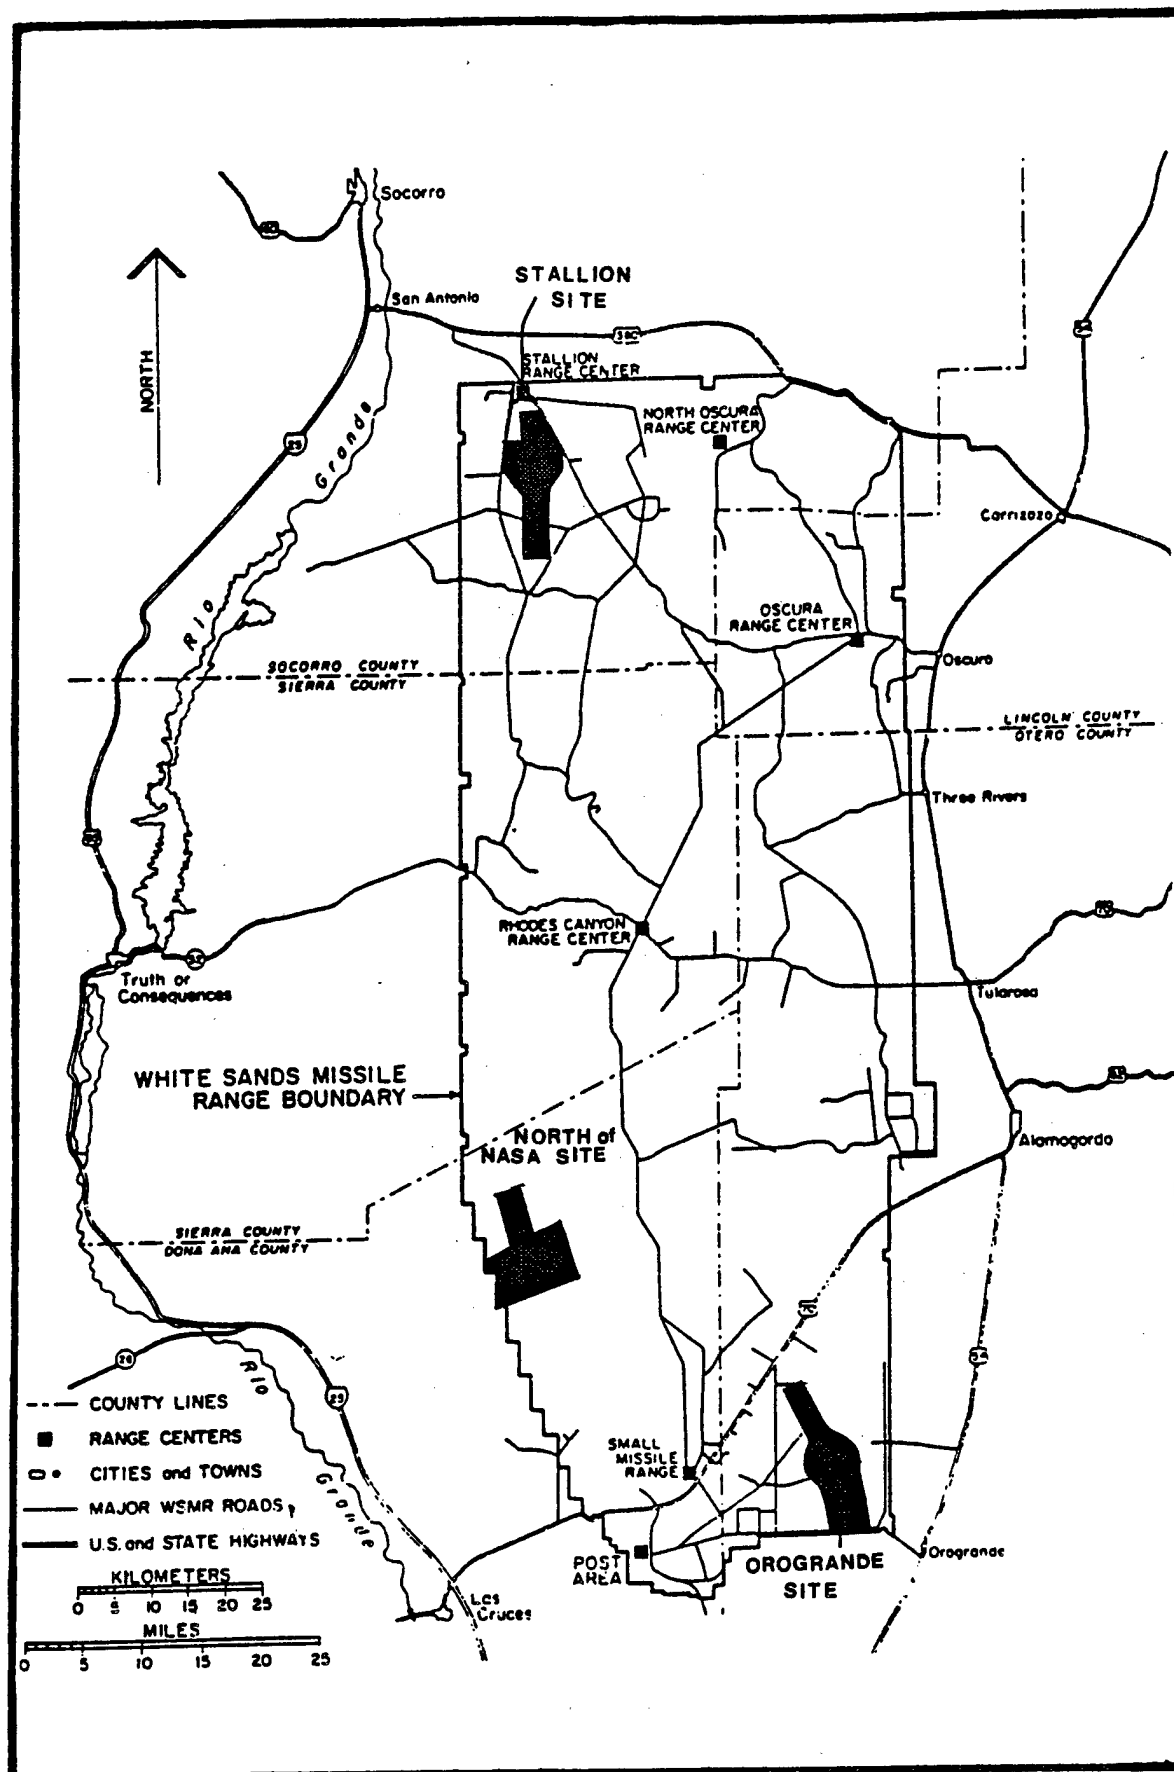 Socorro
STALLION
SITE
San Antonio
380
NORTH
STALLION
RANGE CENTER
NORTH OSCURA
RANGE CENTER
25
Rio Grande
Carrizozo
OSCURA
RANGE CENTER
Oscuro
SOCORRO COUNTY
SIERRA COUNTY
LINCOLN COUNTY
OTERO COUNTY
Three Rivers
RHODES CANYON
RANGE CENTER
Truth or
Consequences
Tularosa
WHITE SANDS MISSILE
RANGE BOUNDARY
NORTH of
NASA SITE
Alamogordo
SIERRA COUNTY
DONA ANA COUNTY
26
Rio Grande
25
54
COUNTY LINES
RANGE CENTERS
CITIES and TOWNS
MAJOR WSMR ROADS
U.S. and STATE HIGHWAYS
SMALL
MISSILE
RANGE
POST
AREA
OROGRANDE
SITE
Orogrande
Las
Cruces
KILOMETERS
0 5 10 15 20 25
MILES
0 5 10 15 20 25